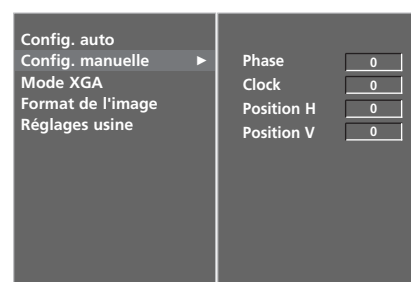 Config. auto
Config. manuelle ►
Mode XGA
Format de l'image
Réglages usine
Phase 0
Clock 0
Position H 0
Position V 0